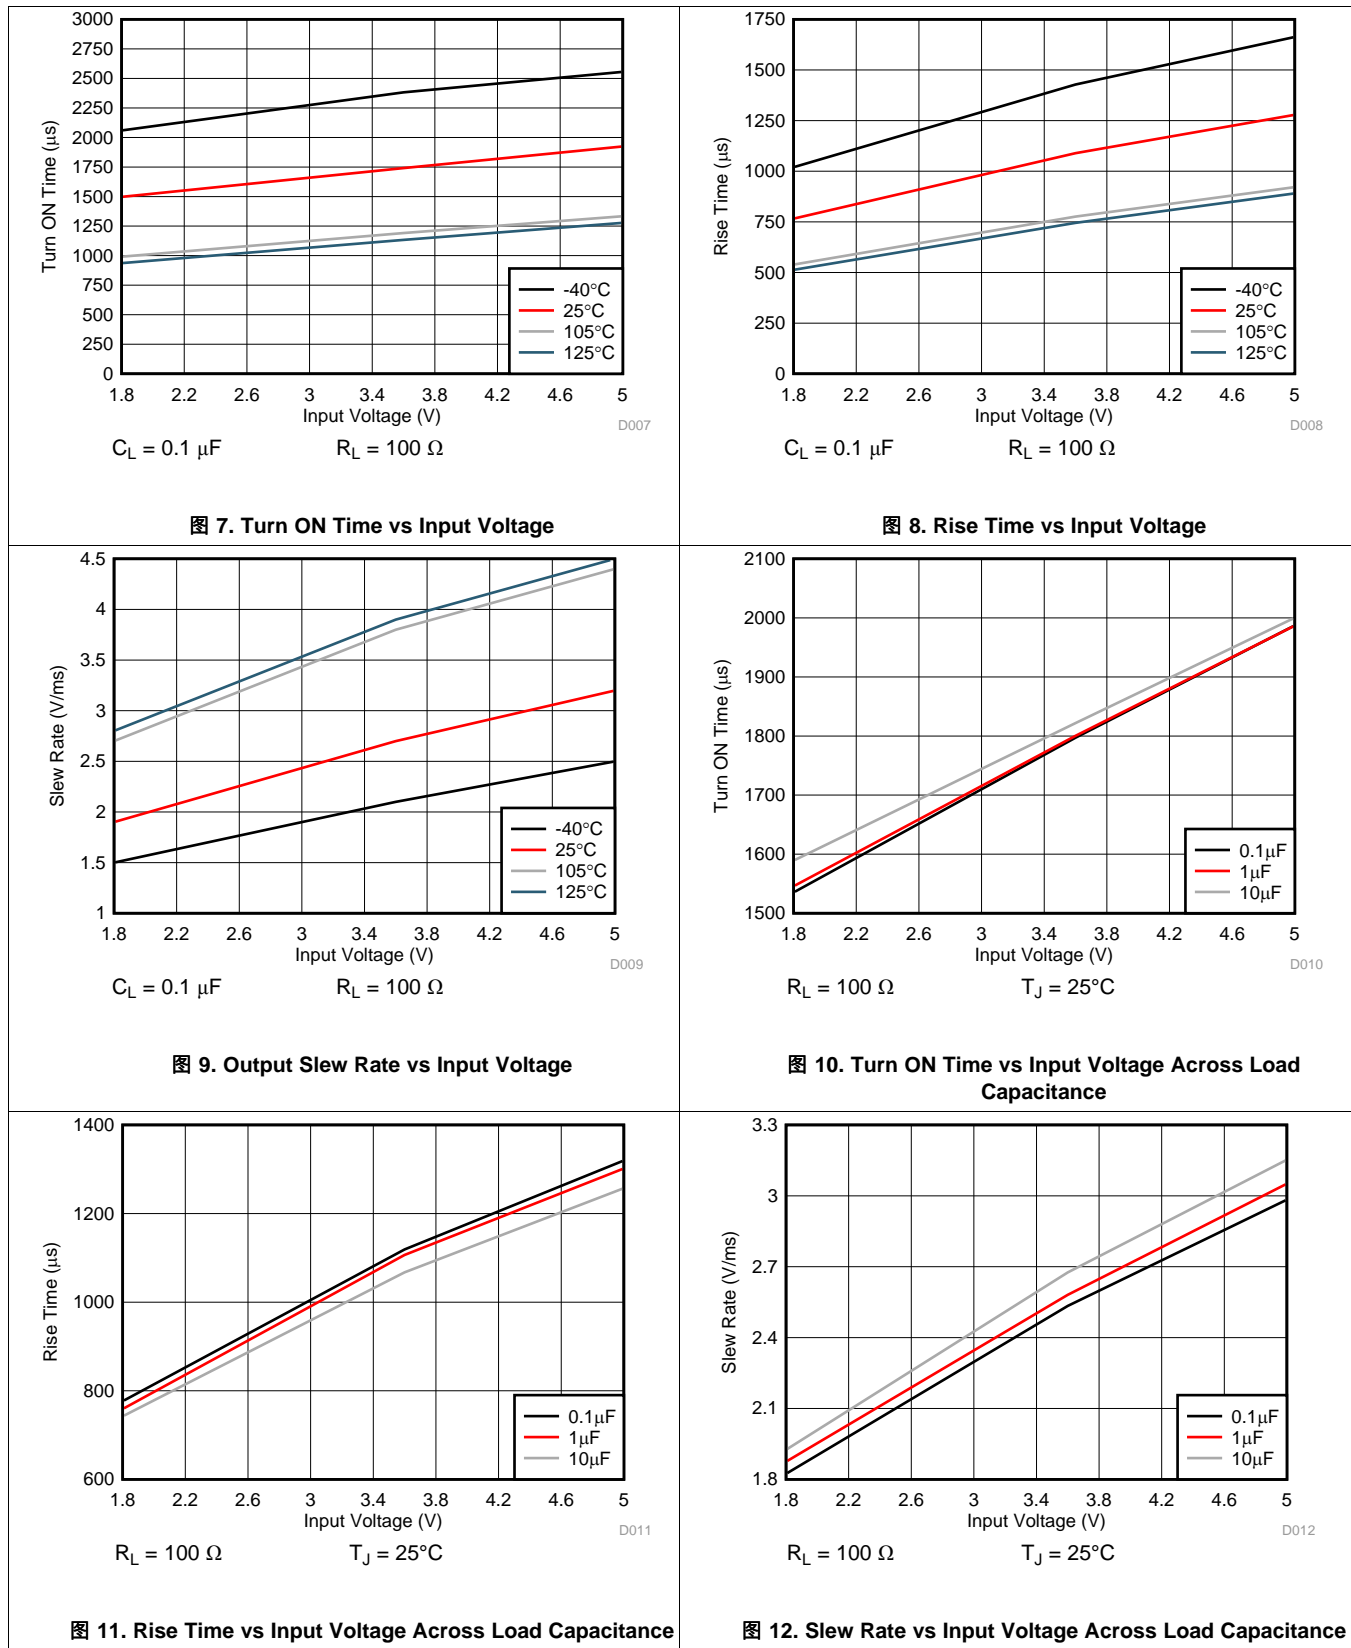 3000
2750
2500
2250
2000
1750
1500
1250
1000
750
500
250
0
Turn ON Time (μs)
1.8 2.2 2.6 3 3.4 3.8 4.2 4.6 5
Input Voltage (V)
-40°C
25°C
105°C
125°C
D007
CL = 0.1 μF RL = 100 Ω
图 7. Turn ON Time vs Input Voltage
1750
1500
1250
1000
750
500
250
0
Rise Time (μs)
1.8 2.2 2.6 3 3.4 3.8 4.2 4.6 5
Input Voltage (V)
-40°C
25°C
105°C
125°C
D008
CL = 0.1 μF RL = 100 Ω
图 8. Rise Time vs Input Voltage
4.5
4
3.5
3
2.5
2
1.5
1
Slew Rate (V/ms)
1.8 2.2 2.6 3 3.4 3.8 4.2 4.6 5
Input Voltage (V)
-40°C
25°C
105°C
125°C
D009
CL = 0.1 μF RL = 100 Ω
图 9. Output Slew Rate vs Input Voltage
2100
2000
1900
1800
1700
1600
1500
Turn ON Time (μs)
1.8 2.2 2.6 3 3.4 3.8 4.2 4.6 5
Input Voltage (V)
0.1μF
1μF
10μF
D010
RL = 100 Ω TJ = 25°C
图 10. Turn ON Time vs Input Voltage Across Load
Capacitance
1400
1200
1000
800
600
Rise Time (μs)
1.8 2.2 2.6 3 3.4 3.8 4.2 4.6 5
Input Voltage (V)
0.1μF
1μF
10μF
D011
RL = 100 Ω TJ = 25°C
图 11. Rise Time vs Input Voltage Across Load Capacitance
3.3
3
2.7
2.4
2.1
1.8
Slew Rate (V/ms)
1.8 2.2 2.6 3 3.4 3.8 4.2 4.6 5
Input Voltage (V)
0.1μF
1μF
10μF
D012
RL = 100 Ω TJ = 25°C
图 12. Slew Rate vs Input Voltage Across Load Capacitance